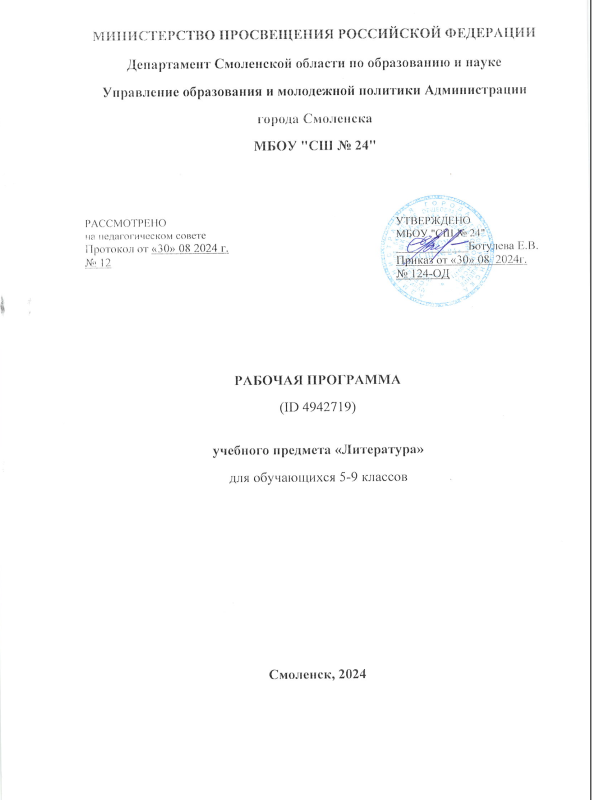 МИНИСТЕРСТВО ПРОСВЕЩЕНИЯ РОССИЙСКОЙ ФЕДЕРАЦИИ
Департамент Смоленской области по образованию и науке
Управление образования и молодежной политики Администрации
города Смоленска
МБОУ "СШ № 24"
РАССМОТРЕНО
на педагогическом совете
Протокол от «30» 08 2024 г.
№ 12
УТВЕРЖДЕНО
МБОУ "СШ № 24"
Ботулева Е.В.
Приказ от «30» 08 2024г.
№ 124-ОД
РАБОЧАЯ ПРОГРАММА
(ID 4942719)
учебного предмета «Литература»
для обучающихся 5-9 классов
Смоленск, 2024